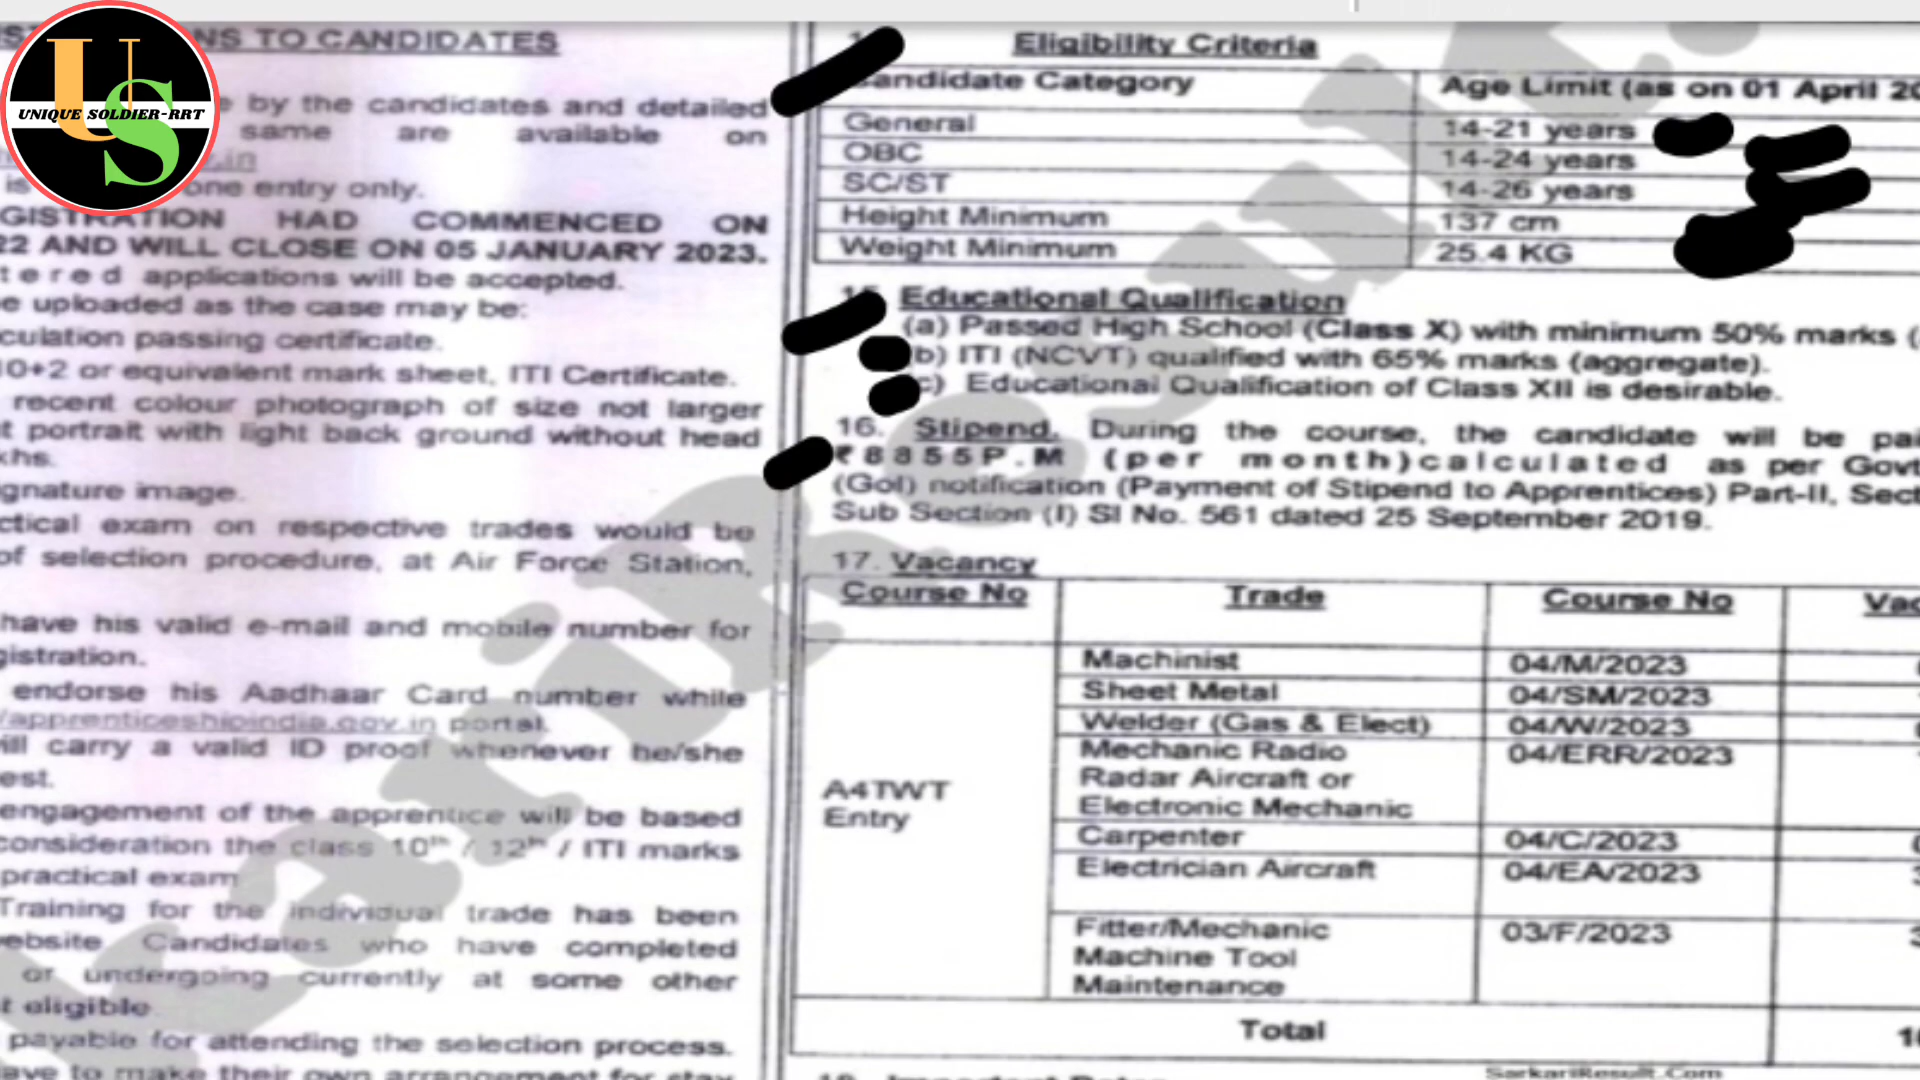 UNIQUE SOLDIER-RRT
US
NS TO CANDIDATES
by the candidates and detailed
same are available on
.in
is one entry only.
GISTRATION HAD COMMENCED ON
22 AND WILL CLOSE ON 05 JANUARY 2023.
tered applications will be accepted.
e uploaded as the case may be:
culation passing certificate.
10+2 or equivalent mark sheet, ITI Certificate.
recent colour photograph of size not larger
t portrait with light back ground without head
khs.
gnature image.
ctical exam on respective trades would be
of selection procedure, at Air Force Station,
have his valid e-mail and mobile number for
gistration.
endorse his Aadhaar Card number while
/apprenticeshipindia.gov.in portal.
ill carry a valid ID proof whenever he/she
est.
engagement of the apprentice will be based
consideration the class 10th / 12th / ITI marks
practical exam
Training for the individual trade has been
ebsite Candidates who have completed
or undergoing currently at some other
t eligible
payable for attending the selection process.
ave to make their own arrangement for stay
Eligibility Criteria
andidate Category Age Limit (as on 01 April 20
General 14-21 years
OBC 14-24 years
SC/ST 14-26 years
Height Minimum 137 cm
Weight Minimum 25.4 KG
15. Educational Qualification
(a) Passed High School (Class X) with minimum 50% marks (
b) ITI (NCVT) qualified with 65% marks (aggregate).
c) Educational Qualification of Class XII is desirable.
16. Stipend. During the course, the candidate will be pai
₹8855P.M (per month)calculated as per Govt
(GoI) notification (Payment of Stipend to Apprentices) Part-II, Sect
Sub Section (I) SI No. 561 dated 25 September 2019.
17. Vacancy
Course No Trade Course No Vac
A4TWT
Entry
Machinist 04/M/2023
Sheet Metal 04/SM/2023
Welder (Gas & Elect) 04/W/2023
Mechanic Radio 04/ERR/2023
Radar Aircraft or
Electronic Mechanic
Carpenter 04/C/2023
Electrician Aircraft 04/EA/2023
Fitter/Mechanic 03/F/2023
Machine Tool
Maintenance
Total
SarkariResult.Com
18. Important Dates